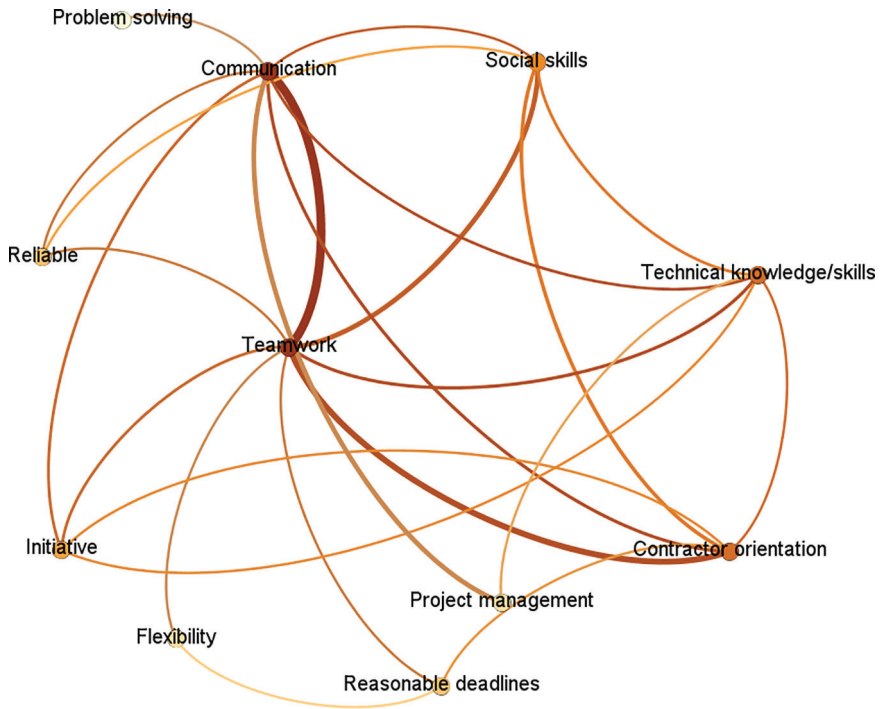 Problem solving
Communication
Social skills
Reliable
Technical knowledge/skills
Teamwork
Initiative
Contractor orientation
Project management
Flexibility
Reasonable deadlines